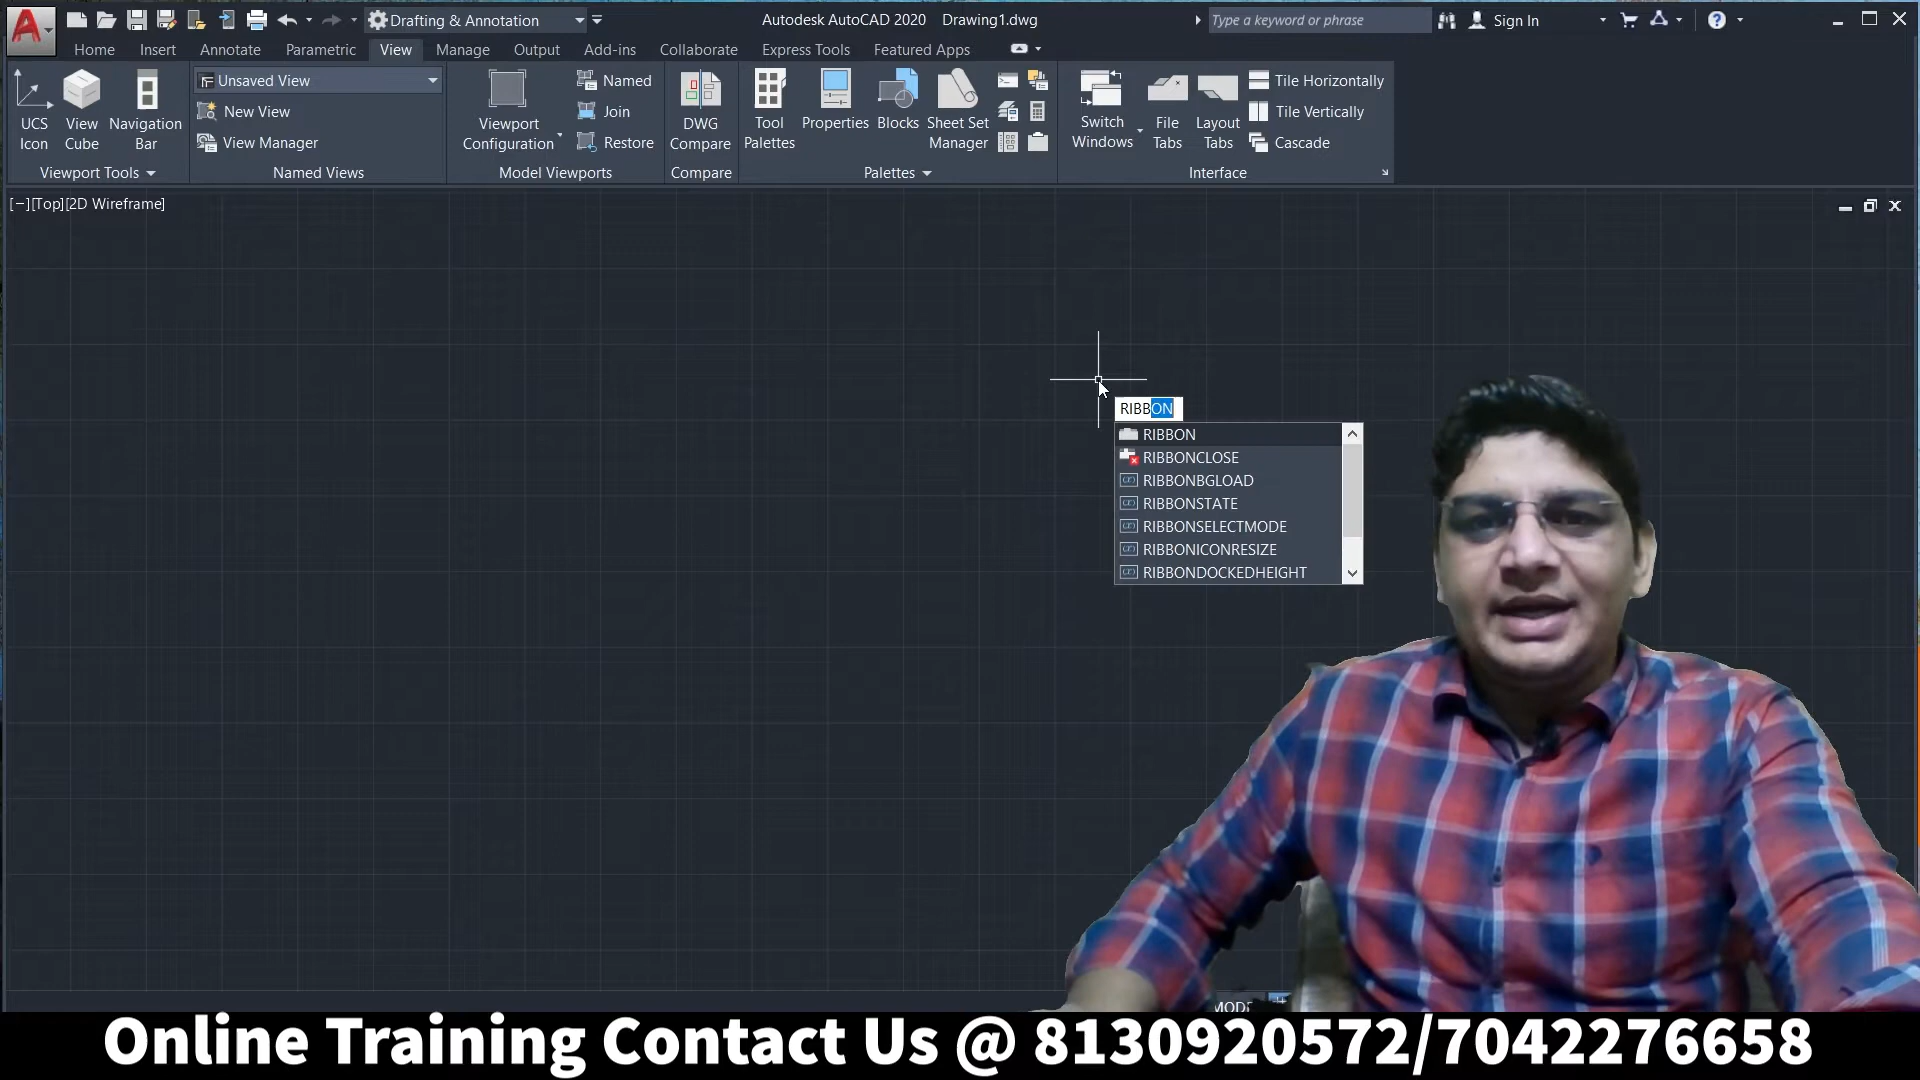 Drafting & Annotation
Autodesk AutoCAD 2020 Drawing1.dwg
Type a keyword or phrase
Sign In
Home Insert Annotate Parametric View Manage Output Add-ins Collaborate Express Tools Featured Apps
UCS Icon
View Cube
Navigation Bar
Viewport Tools
Unsaved View
New View
View Manager
Named Views
Viewport Configuration
Named
Join
Restore
Model Viewports
DWG Compare
Compare
Tool Palettes
Properties
Blocks
Sheet Set Manager
Palettes
Switch Windows
File Tabs
Layout Tabs
Tile Horizontally
Tile Vertically
Cascade
Interface
[−][Top][2D Wireframe]
RIBBON
RIBBON
RIBBONCLOSE
RIBBONBGLOAD
RIBBONSTATE
RIBBONSELECTMODE
RIBBONICONRESIZE
RIBBONDOCKEDHEIGHT
Online Training Contact Us @ 8130920572/7042276658